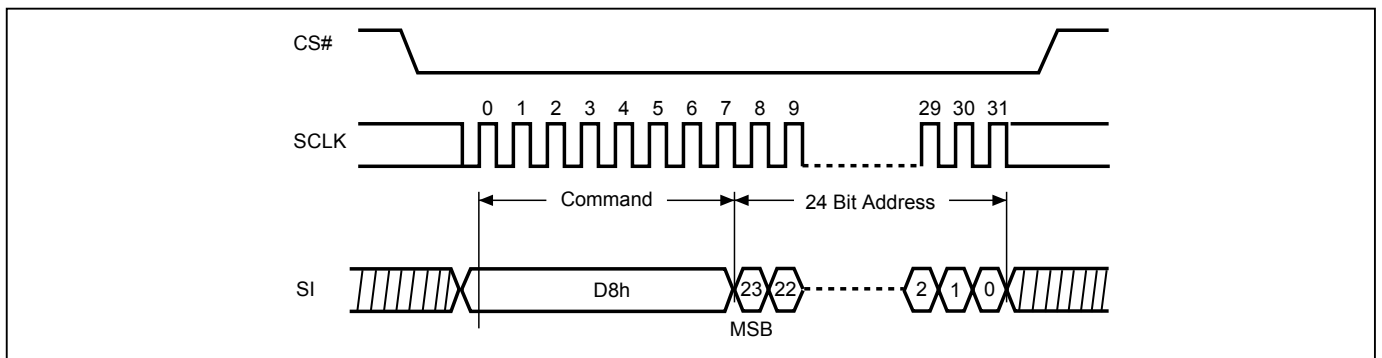 CS#
0 1 2 3 4 5 6 7 8 9 29 30 31
SCLK
Command 24 Bit Address
SI D8h 23 22 2 1 0
MSB